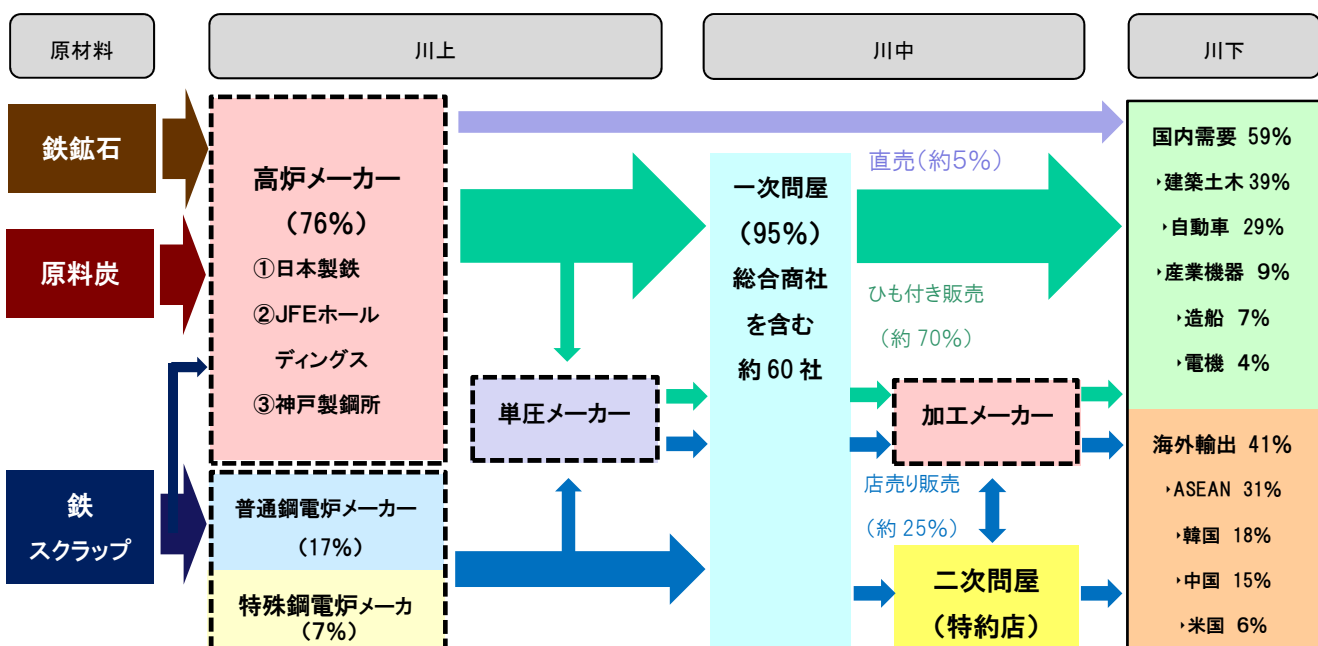 原材料
川上
川中
川下
鉄鉱石
原料炭
鉄
スクラップ
高炉メーカー
(76%)
①日本製鉄
②JFEホール
ディングス
③神戸製鋼所
普通鋼電炉メーカー
(17%)
特殊鋼電炉メーカ
(7%)
単圧メーカー
一次問屋
(95%)
総合商社
を含む
約60社
直売(約5%)
ひも付き販売
(約70%)
加工メーカー
店売り販売
(約25%)
二次問屋
(特約店)
国内需要 59%
‣建築土木 39%
‣自動車 29%
‣産業機器 9%
‣造船 7%
‣電機 4%
海外輸出 41%
‣ASEAN 31%
‣韓国 18%
‣中国 15%
‣米国 6%